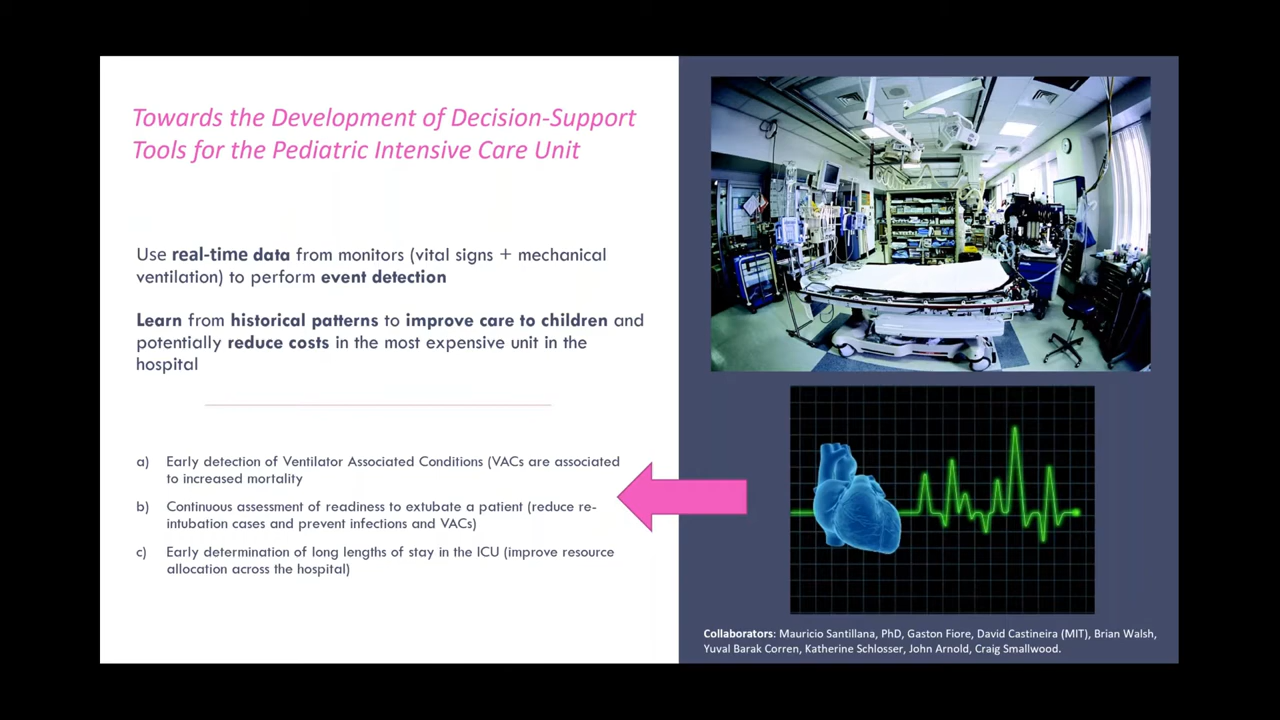 Towards the Development of Decision-Support
Tools for the Pediatric Intensive Care Unit
Use real-time data from monitors (vital signs + mechanical
ventilation) to perform event detection
Learn from historical patterns to improve care to children and
potentially reduce costs in the most expensive unit in the
hospital
a) Early detection of Ventilator Associated Conditions (VACs are associated
to increased mortality
b) Continuous assessment of readiness to extubate a patient (reduce re-
intubation cases and prevent infections and VACs)
c) Early determination of long lengths of stay in the ICU (improve resource
allocation across the hospital)
Collaborators: Mauricio Santillana, PhD, Gaston Fiore, David Castineira (MIT), Brian Walsh,
Yuval Barak Corren, Katherine Schlosser, John Arnold, Craig Smallwood.